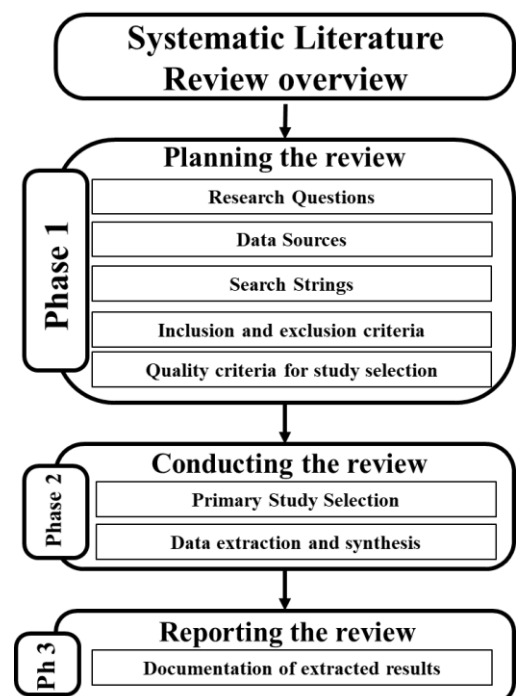 Systematic Literature
Review overview
Phase 1
Planning the review
Research Questions
Data Sources
Search Strings
Inclusion and exclusion criteria
Quality criteria for study selection
Phase 2
Conducting the review
Primary Study Selection
Data extraction and synthesis
Ph 3
Reporting the review
Documentation of extracted results